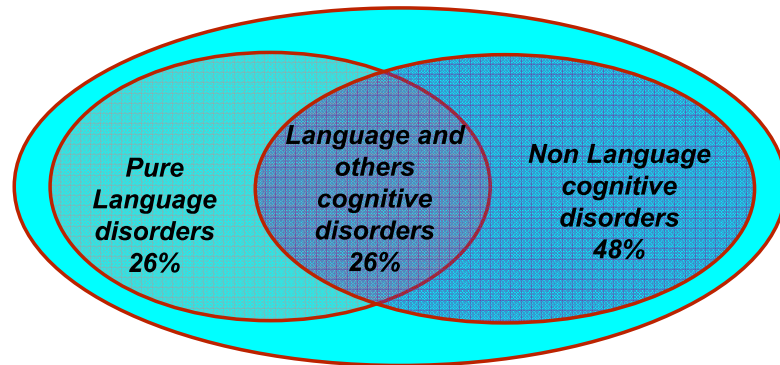 Pure
Language
disorders
26%
Language and
others
cognitive
disorders
26%
Non Language
cognitive
disorders
48%